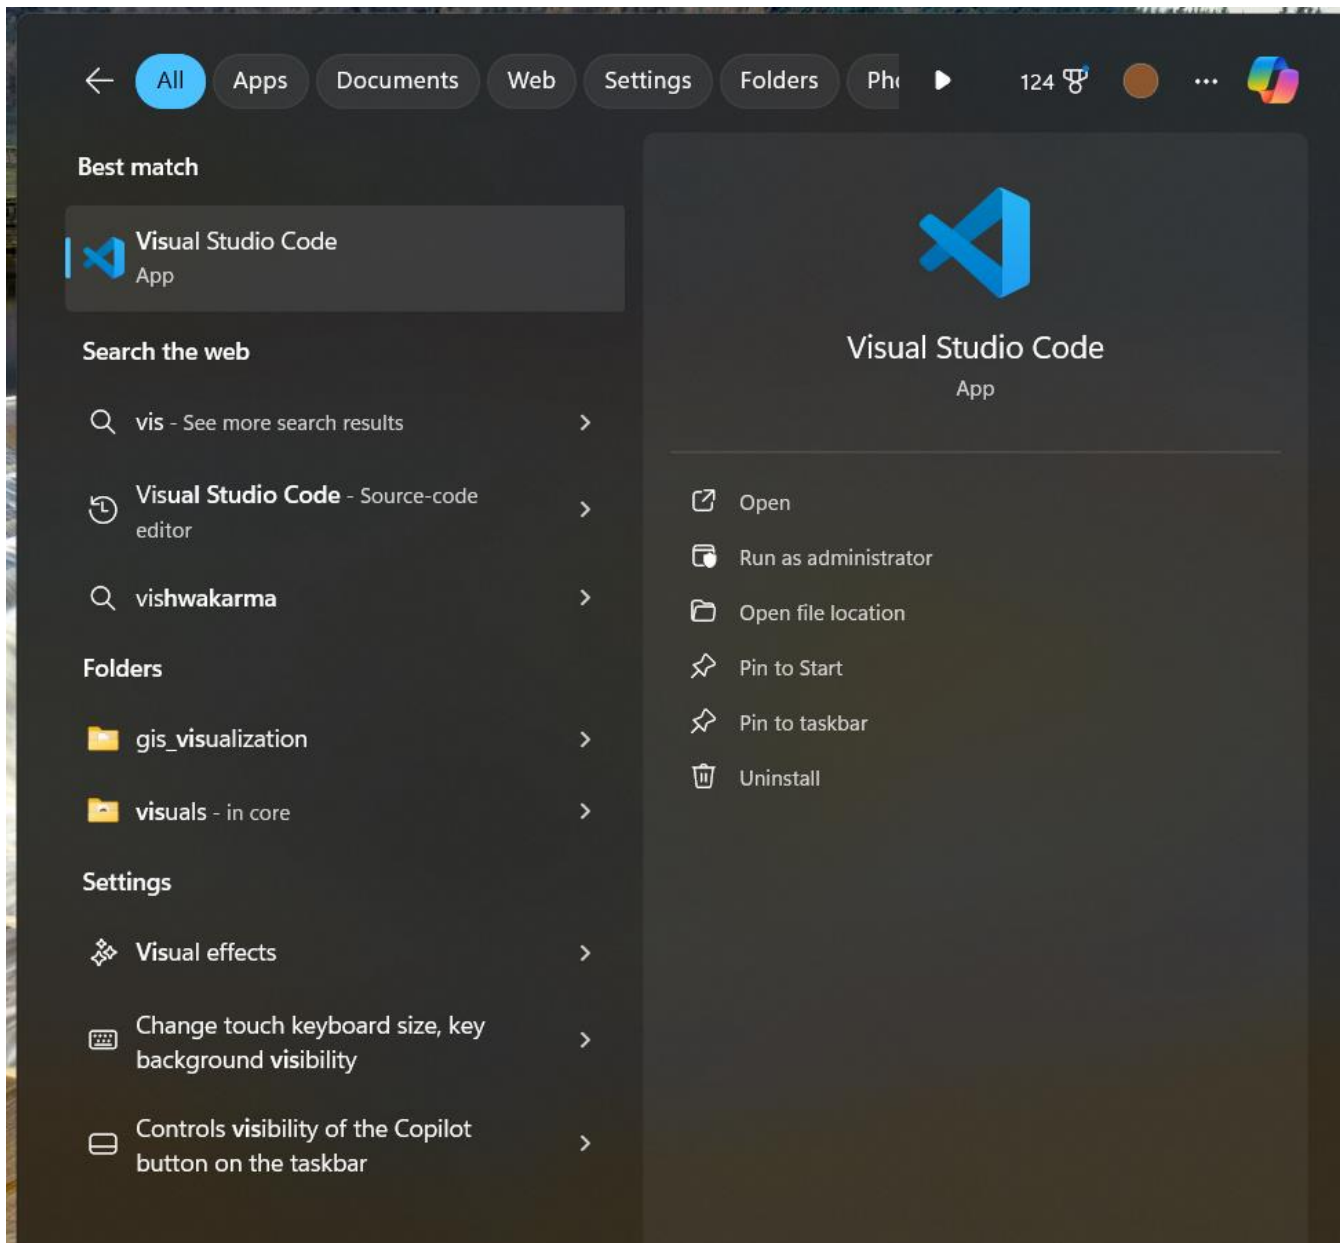 All Apps Documents Web Settings Folders 124
Best match
Visual Studio Code
App
Search the web
vis - See more search results
Visual Studio Code - Source-code
editor
vishwakarma
Folders
gis_visualization
visuals - in core
Settings
Visual effects
Change touch keyboard size, key
background visibility
Controls visibility of the Copilot
button on the taskbar
Visual Studio Code
App
Open
Run as administrator
Open file location
Pin to Start
Pin to taskbar
Uninstall